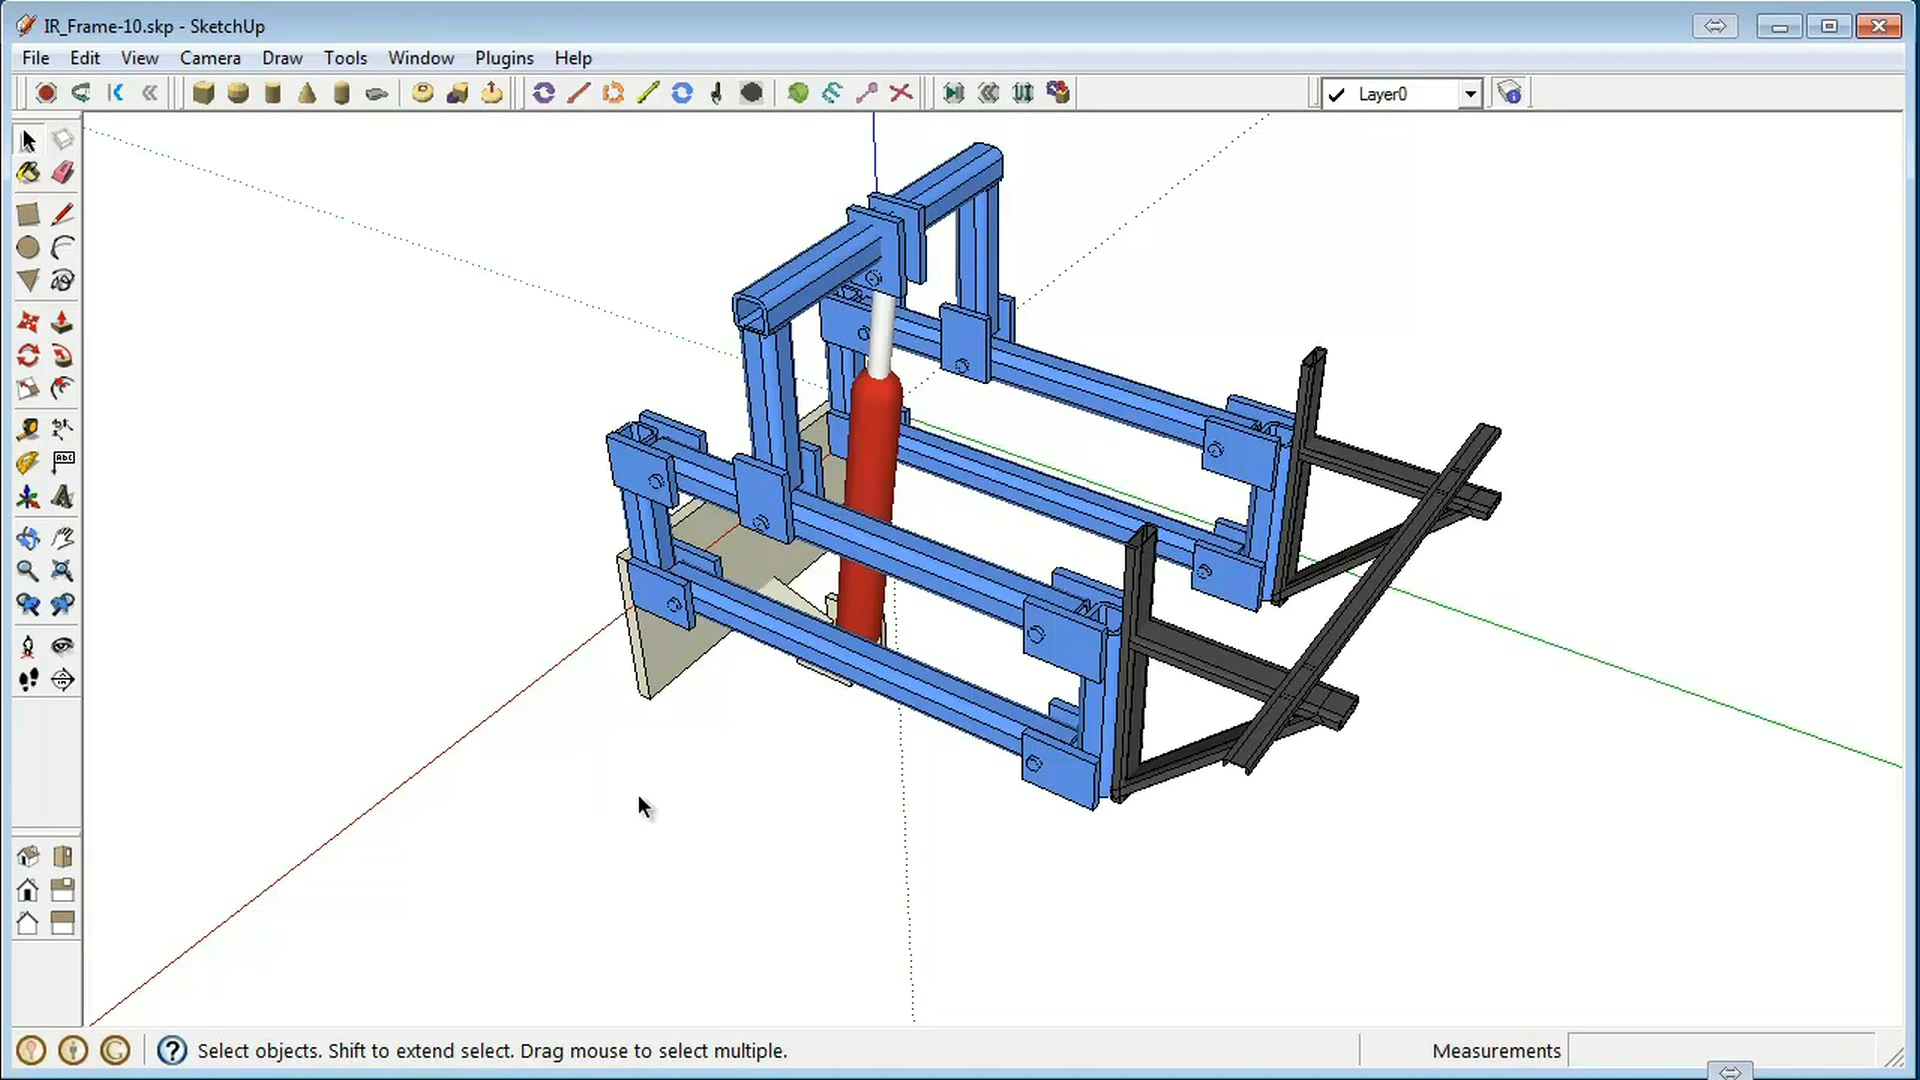 IR_Frame-10.skp - SketchUp
File Edit View Camera Draw Tools Window Plugins Help
Layer0
Select objects. Shift to extend select. Drag mouse to select multiple.
Measurements